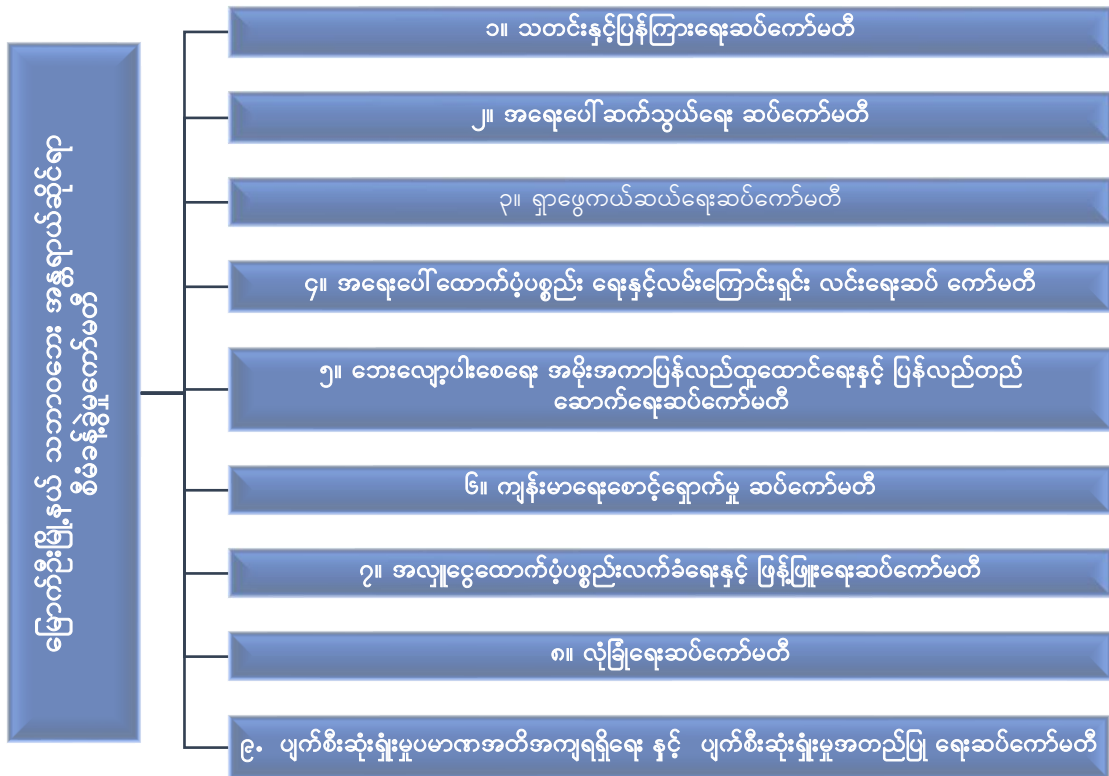 မြောက်ဦးမြို့နယ် သဘာဝဘေး အန္တရာယ်ဆိုင်ရာ
စီမံခန့်ခွဲမှုကော်မတီ
၁။ သတင်းနှင့်ပြန်ကြားရေးဆပ်ကော်မတီ
၂။ အရေးပေါ် ဆက်သွယ်ရေး ဆပ်ကော်မတီ
၃။ ရှာဖွေကယ်ဆယ်ရေးဆပ်ကော်မတီ
၄။ အရေးပေါ် ထောက်ပံ့ပစ္စည်း ရေးနှင့်လမ်းကြောင်းရှင်း လင်းရေးဆပ် ကော်မတီ
၅။ ဘေးလျော့ပါးစေရေး အမိုးအကာပြန်လည်ထူထောင်ရေးနှင့် ပြန်လည်တည်
ဆောက်ရေးဆပ်ကော်မတီ
၆။ ကျန်းမာရေးစောင့်ရှောက်မှု ဆပ်ကော်မတီ
၇။ အလှူငွေထောက်ပံ့ပစ္စည်းလက်ခံရေးနှင့် ဖြန့်ဖြူးရေးဆပ်ကော်မတီ
၈။ လုံခြုံရေးဆပ်ကော်မတီ
၉. ပျက်စီးဆုံးရှုံးမှုပမာဏအတိအကျရရှိရေး နှင့် ပျက်စီးဆုံးရှုံးမှုအတည်ပြု ရေးဆပ်ကော်မတီ